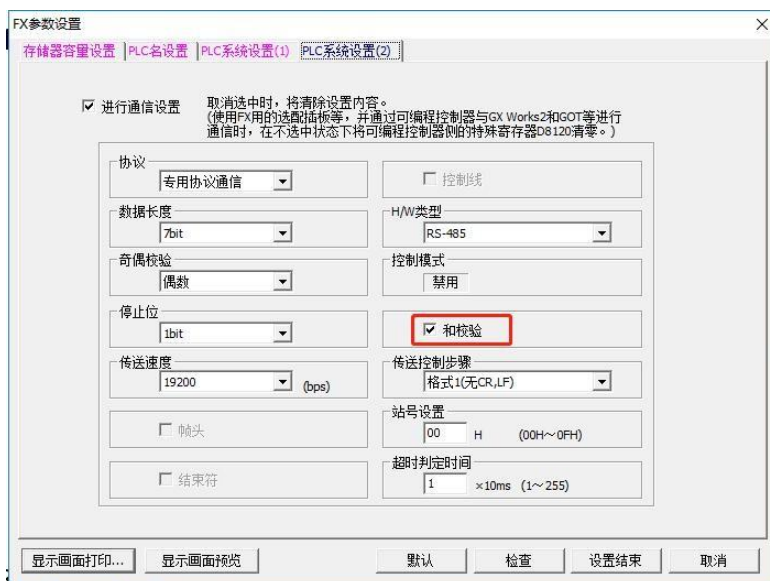 FX参数设置
存储器容量设置 PLC名设置 PLC系统设置(1) PLC系统设置(2)
进行通信设置
取消选中时，将清除设置内容。
(使用FX用的选配插板等，并通过可编程控制器与GX Works2和GOT等进行
通信时，在不选中状态下将可编程控制器侧的特殊寄存器D8120清零。)
协议
专用协议通信
控制线
数据长度
7bit
H/W类型
RS-485
奇偶校验
偶数
控制模式
禁用
停止位
1bit
和校验
传送速度
19200 (bps)
传送控制步骤
格式1(无CR,LF)
帧头
站号设置
00 H (00H～0FH)
结束符
超时判定时间
1 ×10ms (1～255)
显示画面打印... 显示画面预览 默认 检查 设置结束 取消